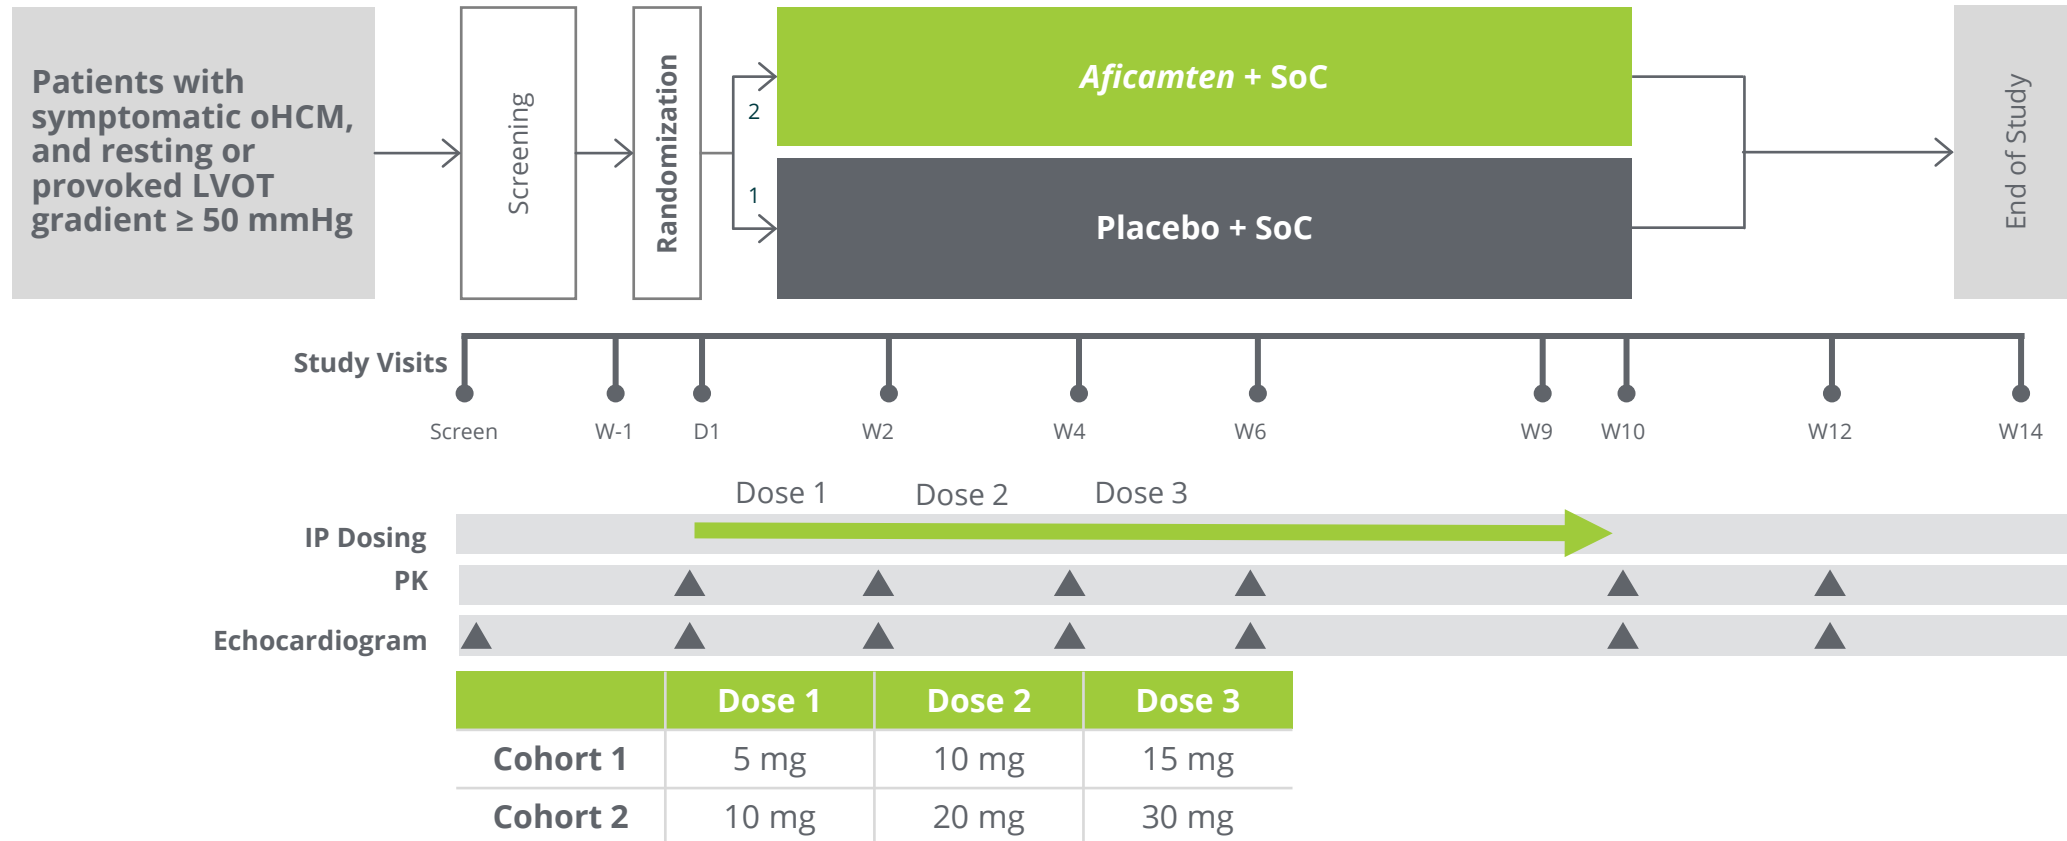 Patients with
symptomatic oHCM,
and resting or
provoked LVOT
gradient ≥ 50 mmHg
Screening
Randomization
2
1
Aficamten + SoC
Placebo + SoC
End of Study
Study Visits
Screen W-1 D1 W2 W4 W6 W9 W10 W12 W14
Dose 1 Dose 2 Dose 3
IP Dosing
PK
Echocardiogram
Dose 1 Dose 2 Dose 3
Cohort 1 5 mg 10 mg 15 mg
Cohort 2 10 mg 20 mg 30 mg